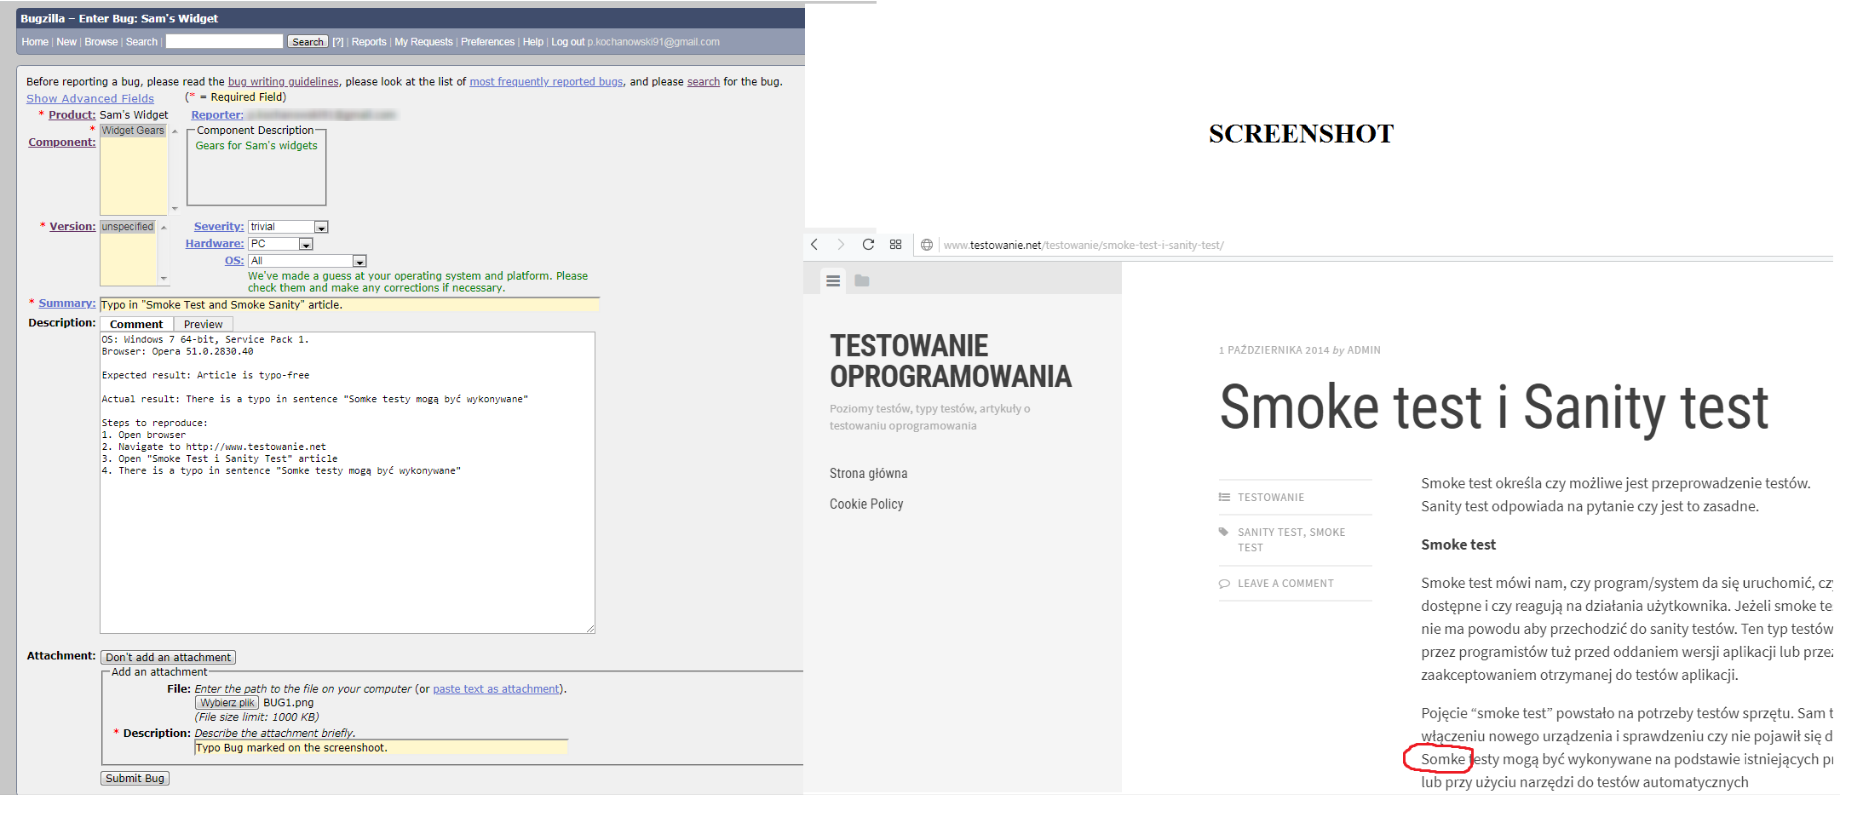 Bugzilla – Enter Bug: Sam's Widget
Home | New | Browse | Search | Search [?] | Reports | My Requests | Preferences | Help | Log out p.kochanowski91@gmail.com
Before reporting a bug, please read the bug writing guidelines, please look at the list of most frequently reported bugs, and please search for the bug.
Show Advanced Fields (* = Required Field)
* Product: Sam's Widget Reporter:
* Component: Widget Gears
Component Description
Gears for Sam's widgets
* Version: unspecified
Severity: trivial
Hardware: PC
OS: All
We've made a guess at your operating system and platform. Please
check them and make any corrections if necessary.
* Summary: Typo in "Smoke Test and Smoke Sanity" article.
Description: Comment Preview
OS: Windows 7 64-bit, Service Pack 1.
Browser: Opera 51.0.2830.40
Expected result: Article is typo-free
Actual result: There is a typo in sentence "Somke testy mogą być wykonywane"
Steps to reproduce:
1. Open browser
2. Navigate to http://www.testowanie.net
3. Open "Smoke Test i Sanity Test" article
4. There is a typo in sentence "Somke testy mogą być wykonywane"
Attachment: Don't add an attachment
Add an attachment
File: Enter the path to the file on your computer (or paste text as attachment).
Wybierz plik BUG1.png
(File size limit: 1000 KB)
* Description: Describe the attachment briefly.
Typo Bug marked on the screenshoot.
Submit Bug
SCREENSHOT
www.testowanie.net/testowanie/smoke-test-i-sanity-test/
TESTOWANIE
OPROGRAMOWANIA
Poziomy testów, typy testów, artykuły o
testowaniu oprogramowania
Strona główna
Cookie Policy
1 PAŹDZIERNIKA 2014 by ADMIN
Smoke test i Sanity test
TESTOWANIE
SANITY TEST, SMOKE
TEST
LEAVE A COMMENT
Smoke test określa czy możliwe jest przeprowadzenie testów.
Sanity test odpowiada na pytanie czy jest to zasadne.
Smoke test
Smoke test mówi nam, czy program/system da się uruchomić, cz
dostępne i czy reagują na działania użytkownika. Jeżeli smoke te
nie ma powodu aby przechodzić do sanity testów. Ten typ testów
przez programistów tuż przed oddaniem wersji aplikacji lub prze
zaakceptowaniem otrzymanej do testów aplikacji.
Pojęcie “smoke test” powstało na potrzeby testów sprzętu. Sam t
włączeniu nowego urządzenia i sprawdzeniu czy nie pojawił się d
Somke testy mogą być wykonywane na podstawie istniejących p
lub przy użyciu narzędzi do testów automatycznych